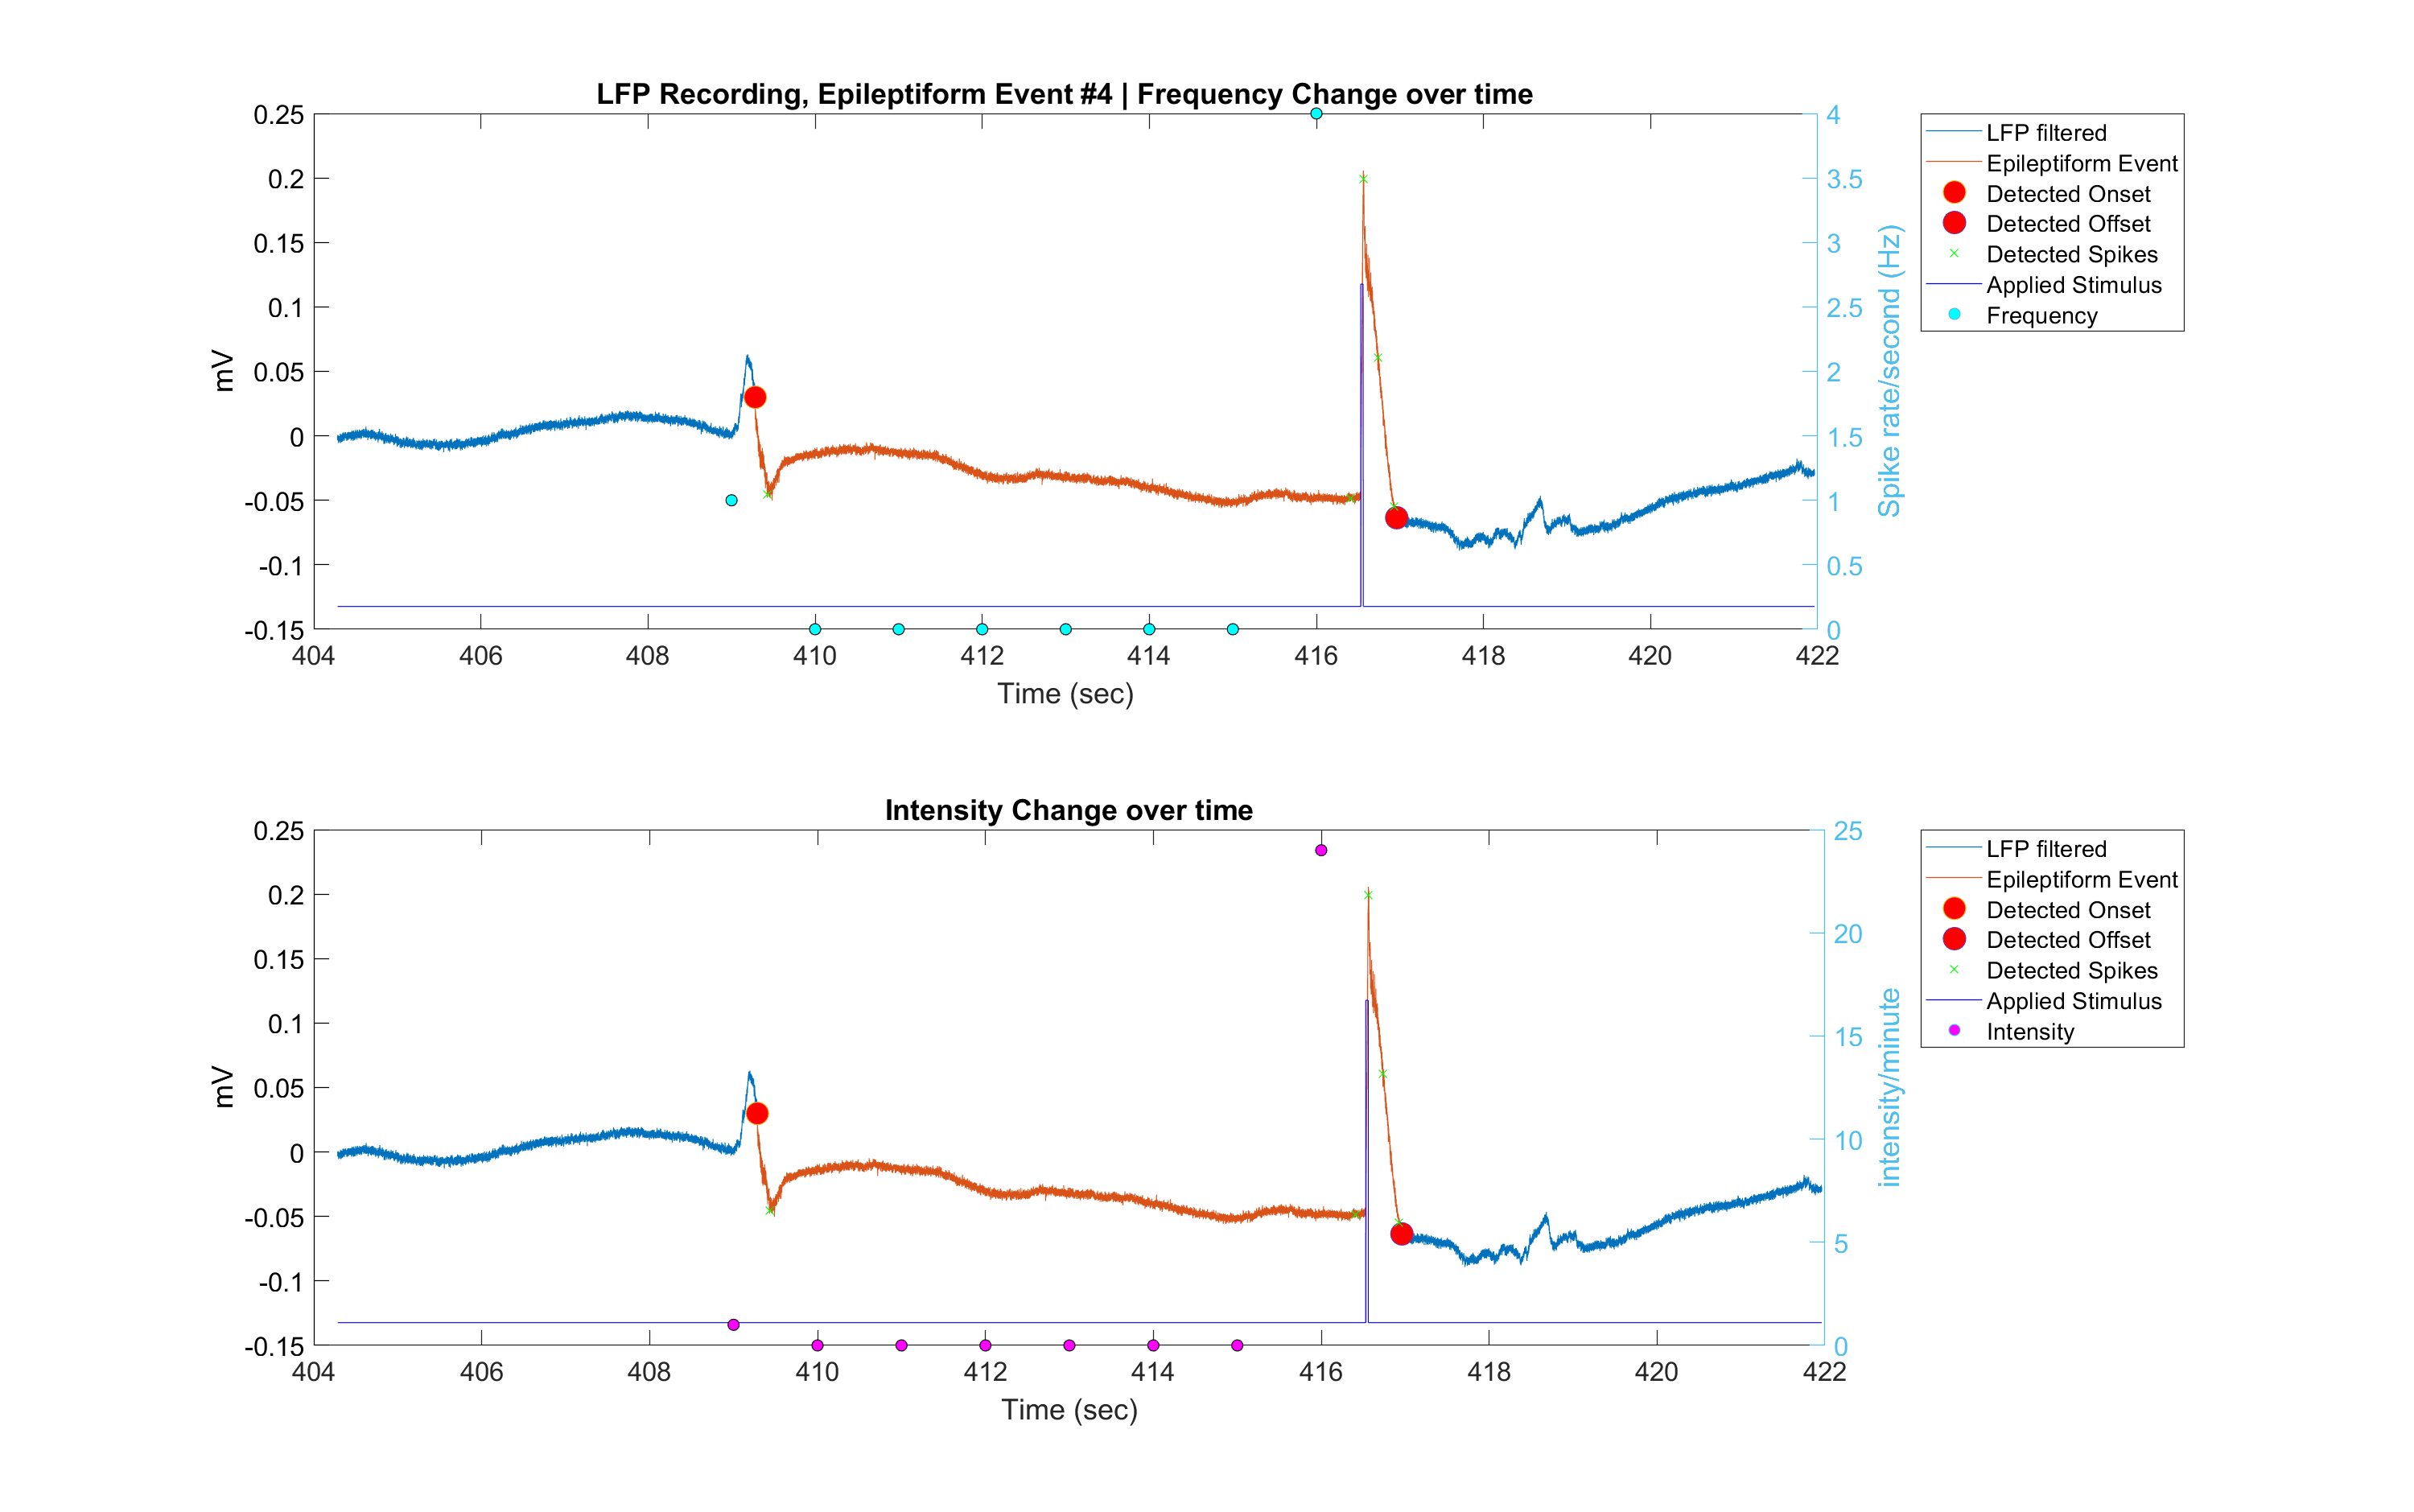 LFP Recording, Epileptiform Event #4 | Frequency Change over time
0.25
0.2
0.15
0.1
0.05
0
-0.05
-0.1
-0.15
mV
404 406 408 410 412 414 416 418 420 422
Time (sec)
4
3.5
3
2.5
2
1.5
1
0.5
0
Spike rate/second (Hz)
LFP filtered
Epileptiform Event
Detected Onset
Detected Offset
Detected Spikes
Applied Stimulus
Frequency
Intensity Change over time
0.25
0.2
0.15
0.1
0.05
0
-0.05
-0.1
-0.15
mV
404 406 408 410 412 414 416 418 420 422
Time (sec)
25
20
15
10
5
0
intensity/minute
LFP filtered
Epileptiform Event
Detected Onset
Detected Offset
Detected Spikes
Applied Stimulus
Intensity